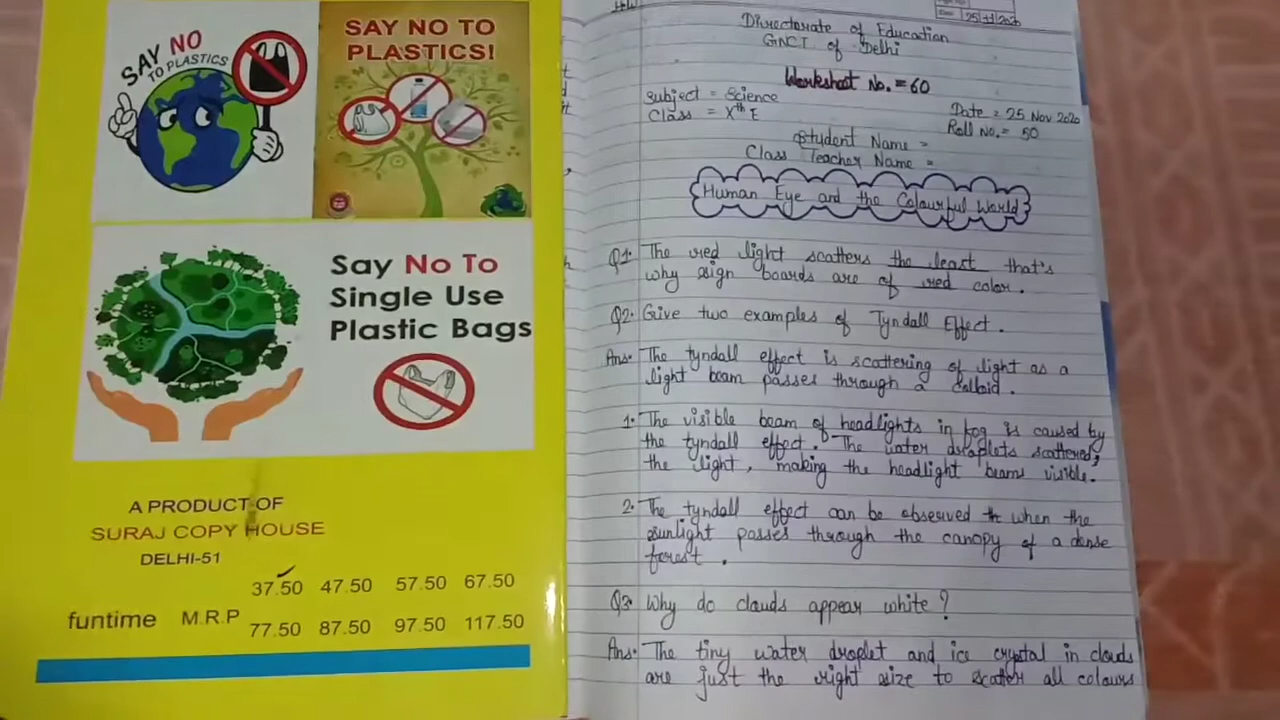 SAY NO
TO PLASTICS
SAY NO TO
PLASTICS!
Say No To
Single Use
Plastic Bags
A PRODUCT OF
SURAJ COPY HOUSE
DELHI-51
37.50 47.50 57.50 67.50
funtime M.R.P
77.50 87.50 97.50 117.50
H.W
Date 25/11/2020
Directorate of Education
GNCT of Delhi
Worksheet No. = 60
Subject = Science
Class = Xth E
Date = 25 Nov 2020
Roll No. = 50
Student Name =
Class Teacher Name =
Human Eye and the Colourful World
Q1. The red light scatters the least that's
why sign boards are of red color.
Q2. Give two examples of Tyndall Effect.
Ans. The tyndall effect is scattering of light as a
light beam passes through a colloid.
1. The visible beam of headlights in fog is caused by
the tyndall effect. The water droplets scattered,
the light, making the headlight beams visible.
2. The tyndall effect can be observed when the
sunlight passes through the canopy of a dense
forest.
Q3. Why do clouds appear white?
Ans. The tiny water droplet and ice crystal in clouds
are just the right size to scatter all colours